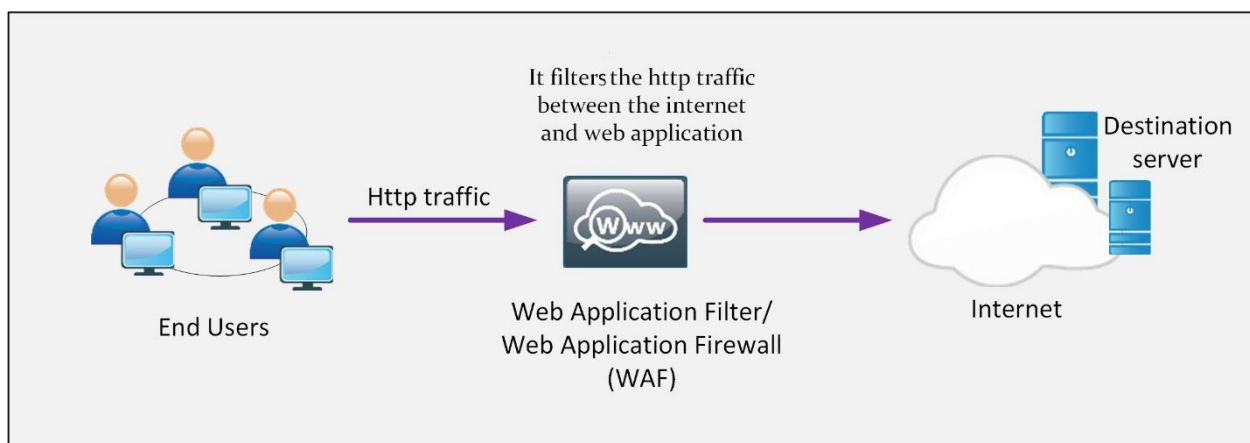 It filters the http traffic
between the internet
and web application
Destination
server
Http traffic
Www
End Users
Web Application Filter/
Web Application Firewall
(WAF)
Internet